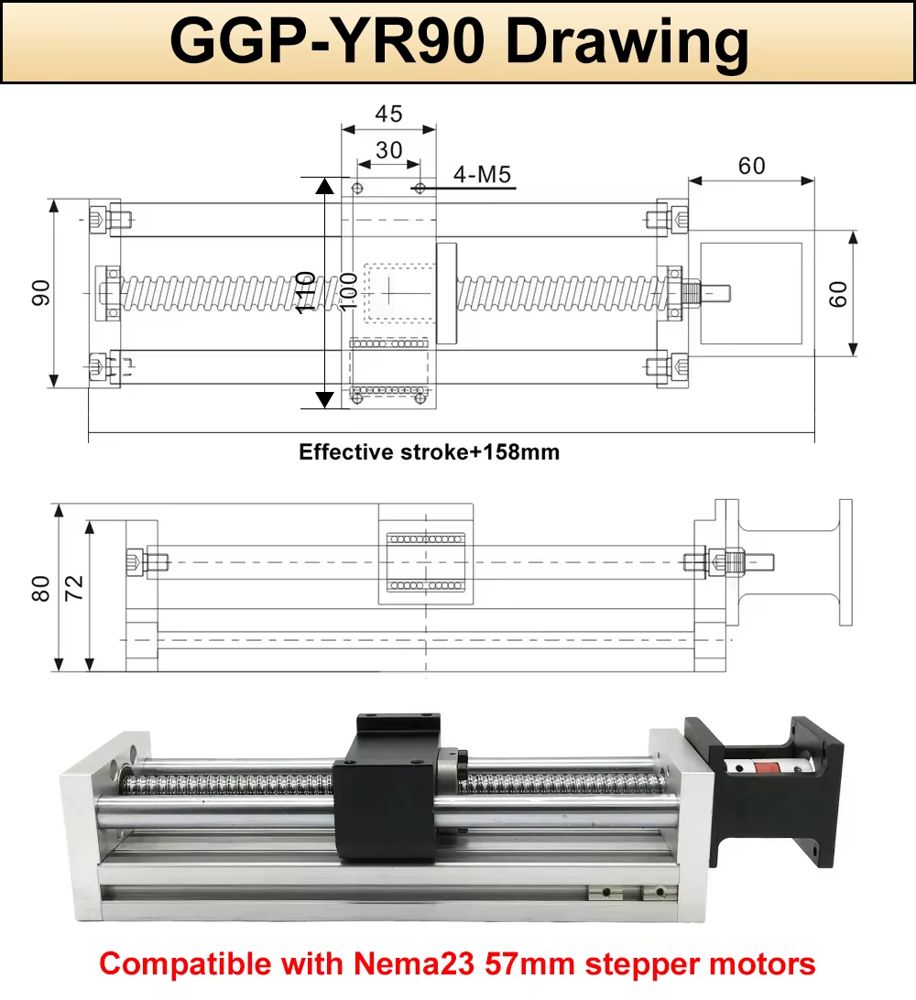 GGP-YR90 Drawing
45
30
4-M5
60
90
110
100
60
Effective stroke+158mm
80
72
Compatible with Nema23 57mm stepper motors